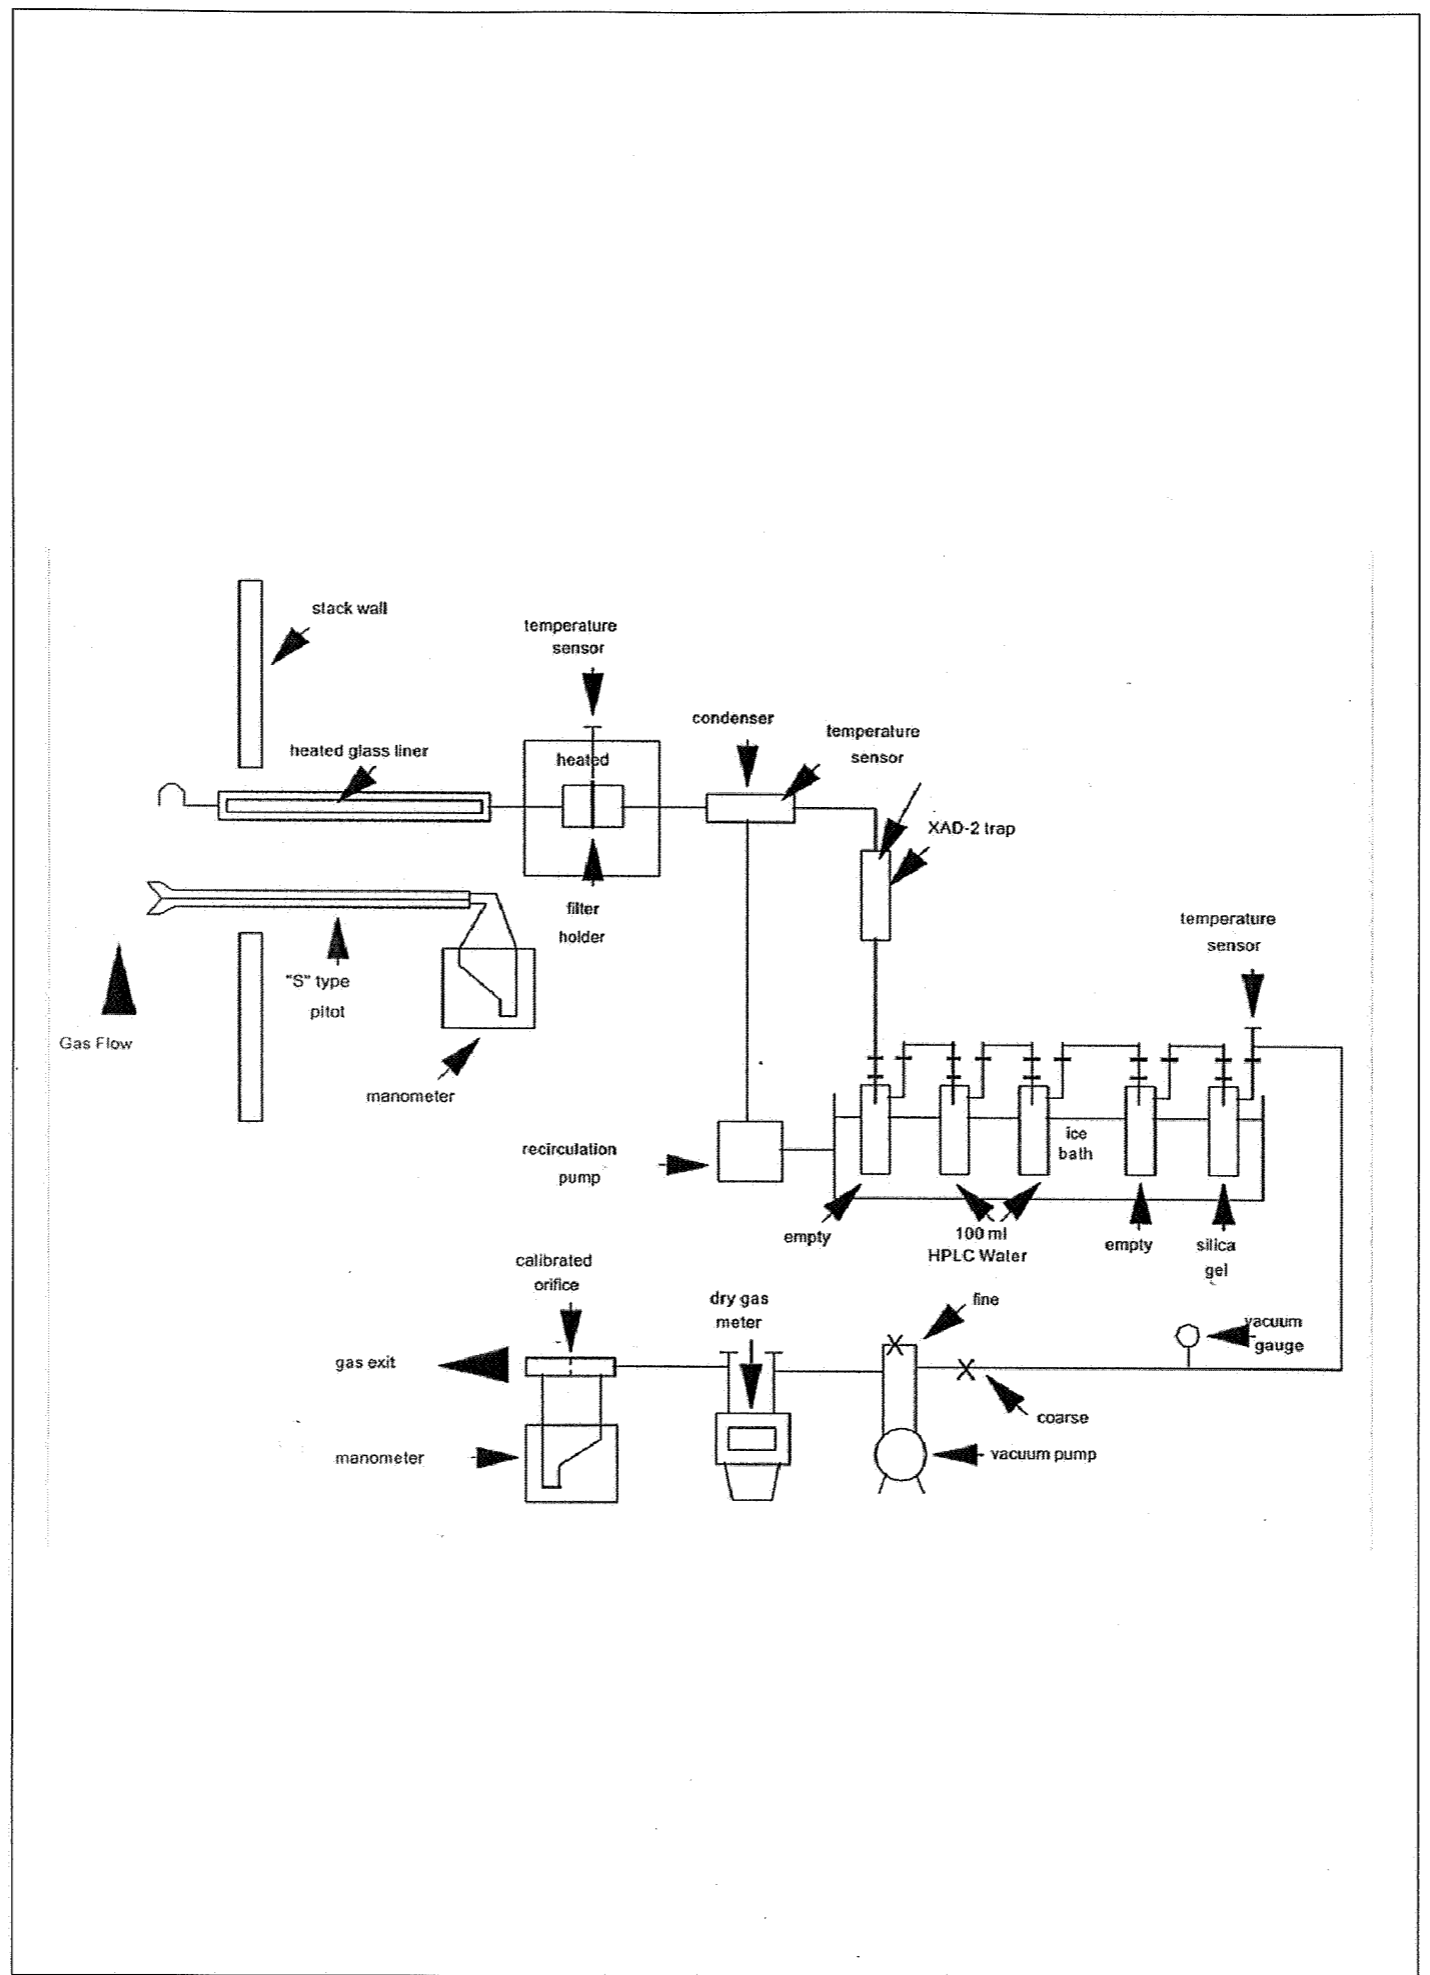 stack wall
temperature
sensor
condenser
temperature
sensor
heated glass liner
heated
XAD-2 trap
filter
holder
temperature
sensor
"S" type
pitot
Gas Flow
manometer
recirculation
pump
ice
bath
empty
100 ml
HPLC Water
empty
silica
gel
calibrated
orifice
dry gas
meter
fine
vacuum
gauge
gas exit
coarse
manometer
vacuum pump